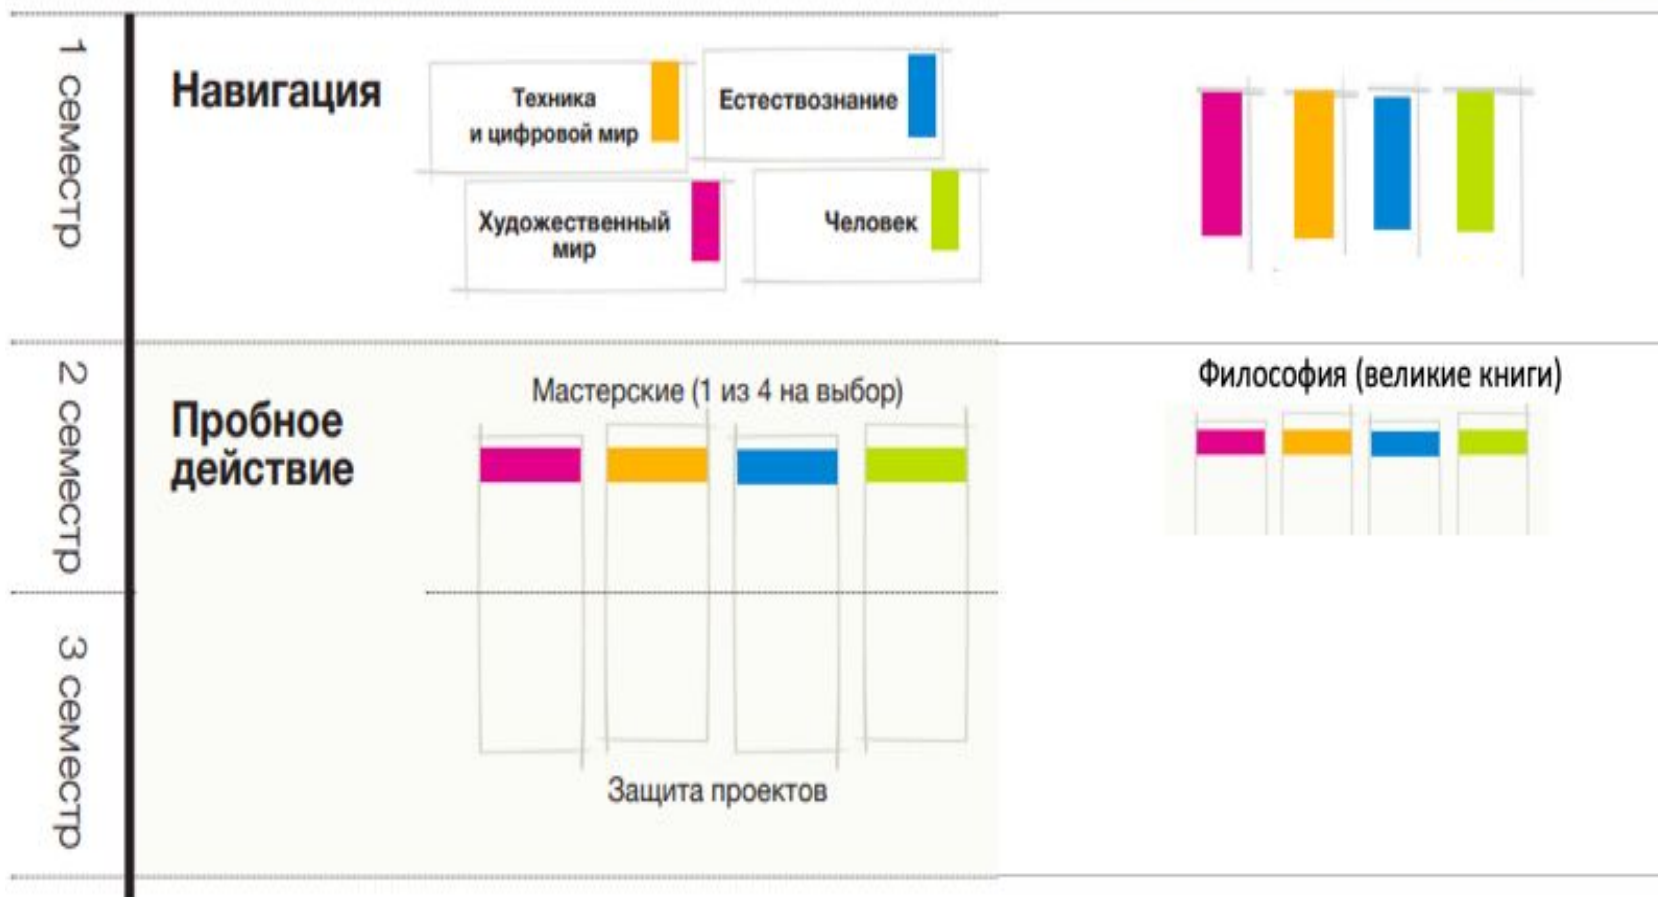 1 семестр
Навигация
Техника
и цифровой мир
Естествознание
Художественный
мир
Человек
2 семестр
Пробное
действие
Мастерские (1 из 4 на выбор)
Философия (великие книги)
3 семестр
Защита проектов